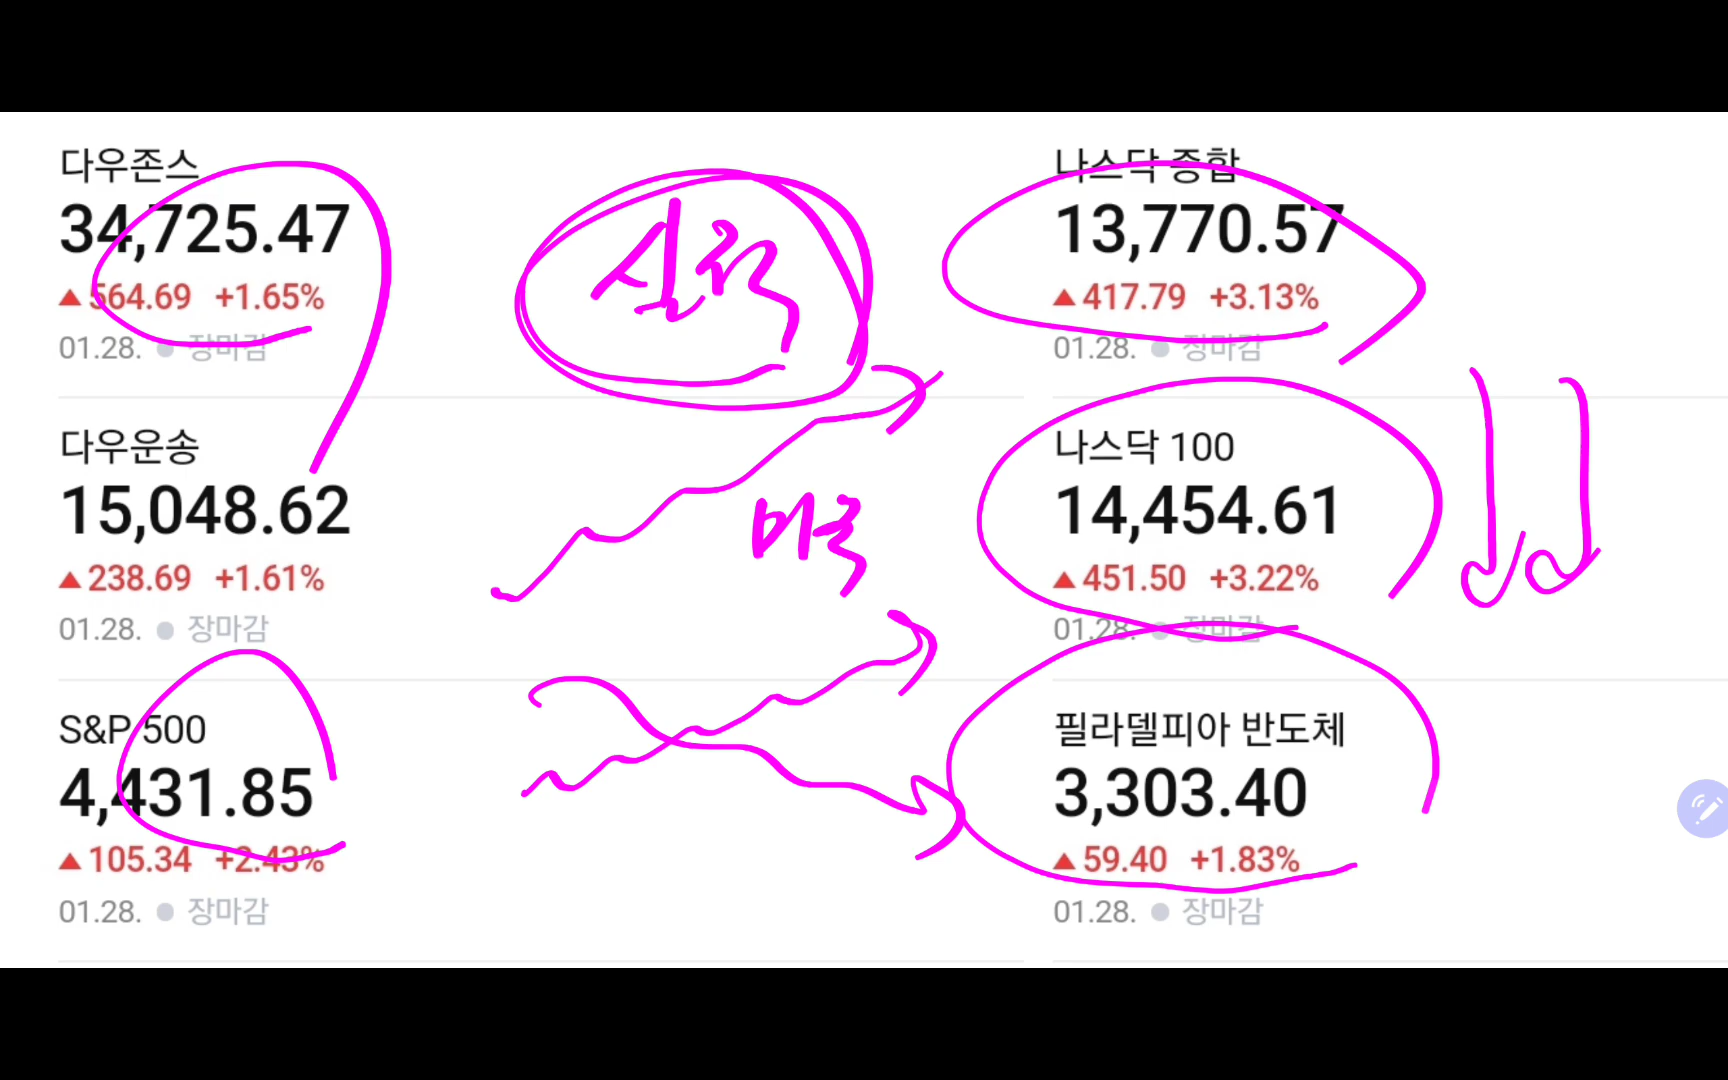 다우존스
34,725.47
▲ 564.69 +1.65%
01.28. ● 장마감
나스닥 종합
13,770.57
▲ 417.79 +3.13%
01.28. ● 장마감
다우운송
15,048.62
▲ 238.69 +1.61%
01.28. ● 장마감
미국
나스닥 100
14,454.61
▲ 451.50 +3.22%
01.28. ● 장마감
S&P 500
4,431.85
▲ 105.34 +2.43%
01.28. ● 장마감
필라델피아 반도체
3,303.40
▲ 59.40 +1.83%
01.28. ● 장마감